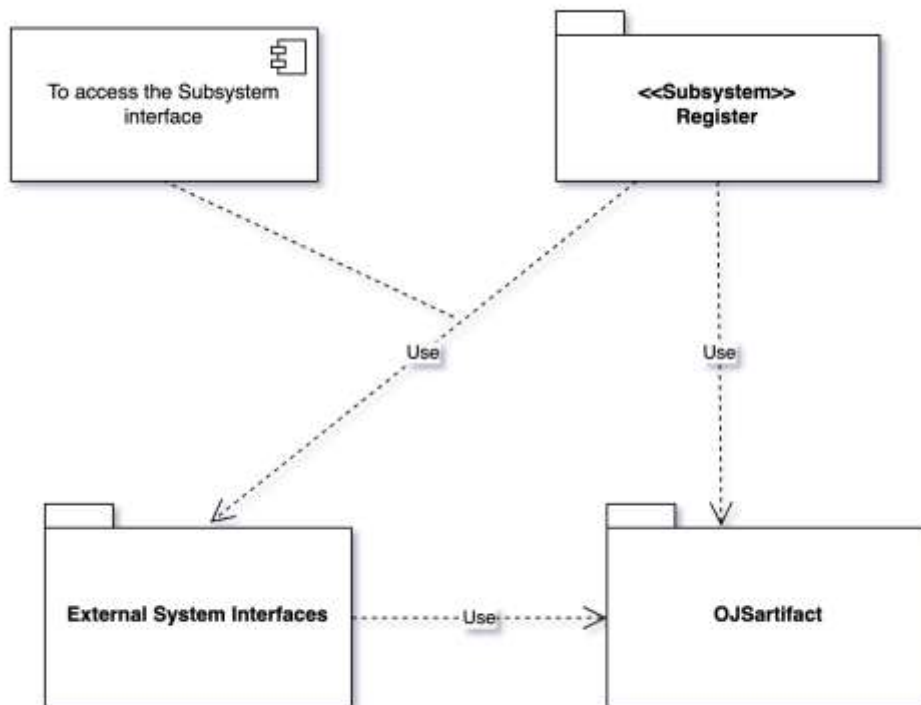 To access the Subsystem
interface
<<Subsystem>>
Register
Use
Use
External System Interfaces
Use
OJSartifact